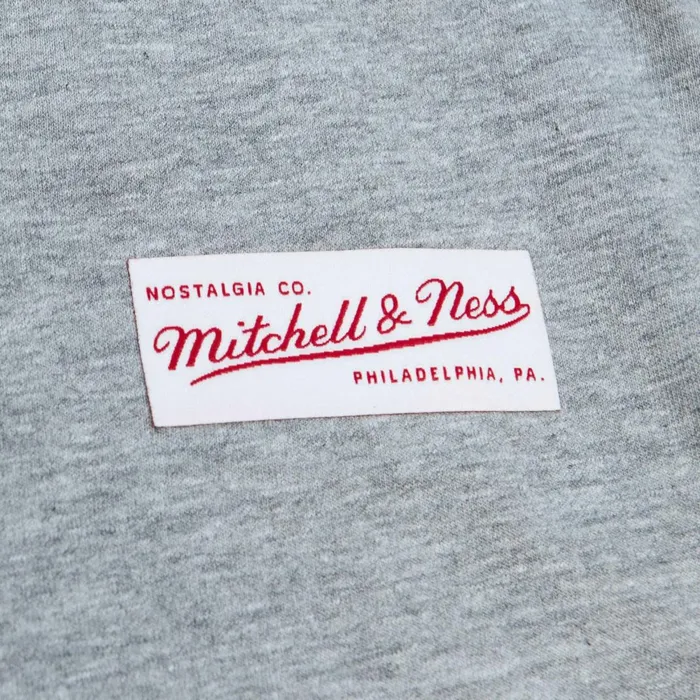 NOSTALGIA CO.
Mitchell & Ness
PHILADELPHIA, PA.